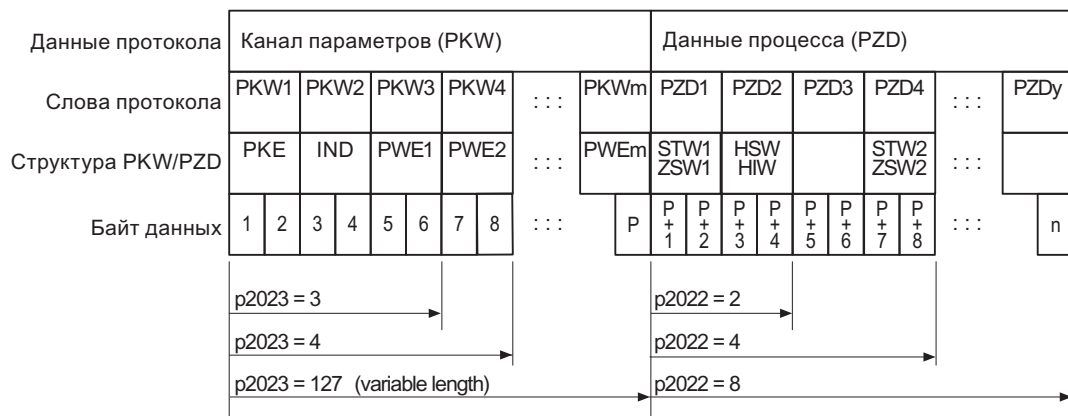 Данные протокола Канал параметров (PKW) Данные процесса (PZD)
Слова протокола PKW1 PKW2 PKW3 PKW4 : : : PKWm PZD1 PZD2 PZD3 PZD4 : : : PZDy
Структура PKW/PZD PKE IND PWE1 PWE2 : : : PWEm STW1 ZSW1 HSW HIW STW2 ZSW2 : : :
Байт данных 1 2 3 4 5 6 7 8 : : : P P+1 P+2 P+3 P+4 P+5 P+6 P+7 P+8 : : : n
p2023 = 3 p2022 = 2
p2023 = 4 p2022 = 4
p2023 = 127 (variable length) p2022 = 8